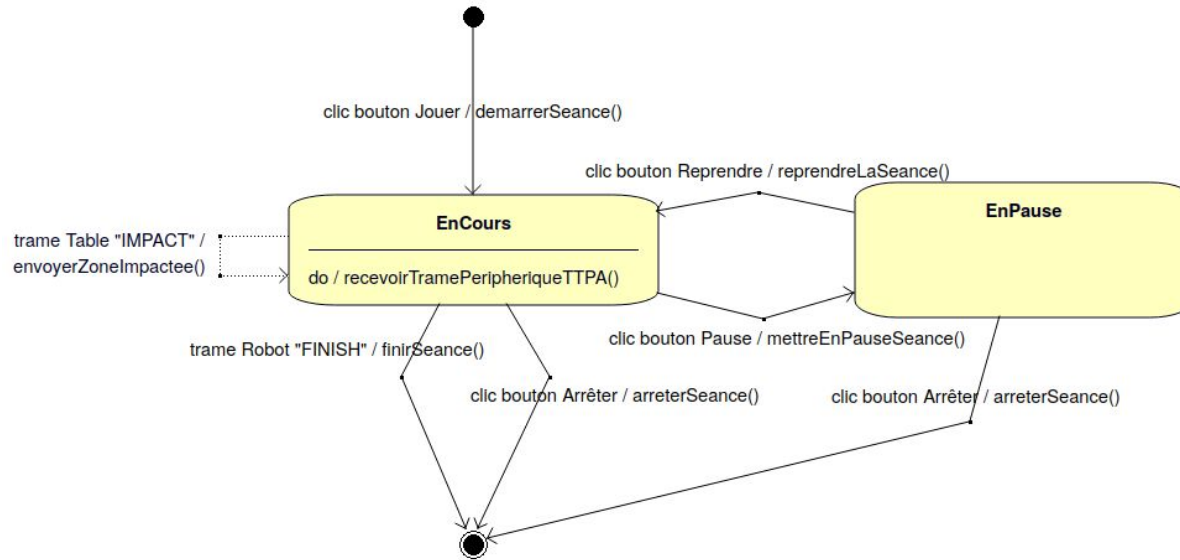 clic bouton Jouer / demarrerSeance()
clic bouton Reprendre / reprendreLaSeance()
EnCours
EnPause
trame Table "IMPACT" /
envoyerZoneImpactee()
do / recevoirTramePeripheriqueTTPA()
clic bouton Pause / mettreEnPauseSeance()
trame Robot "FINISH" / finirSeance()
clic bouton Arrêter / arreterSeance()
clic bouton Arrêter / arreterSeance()